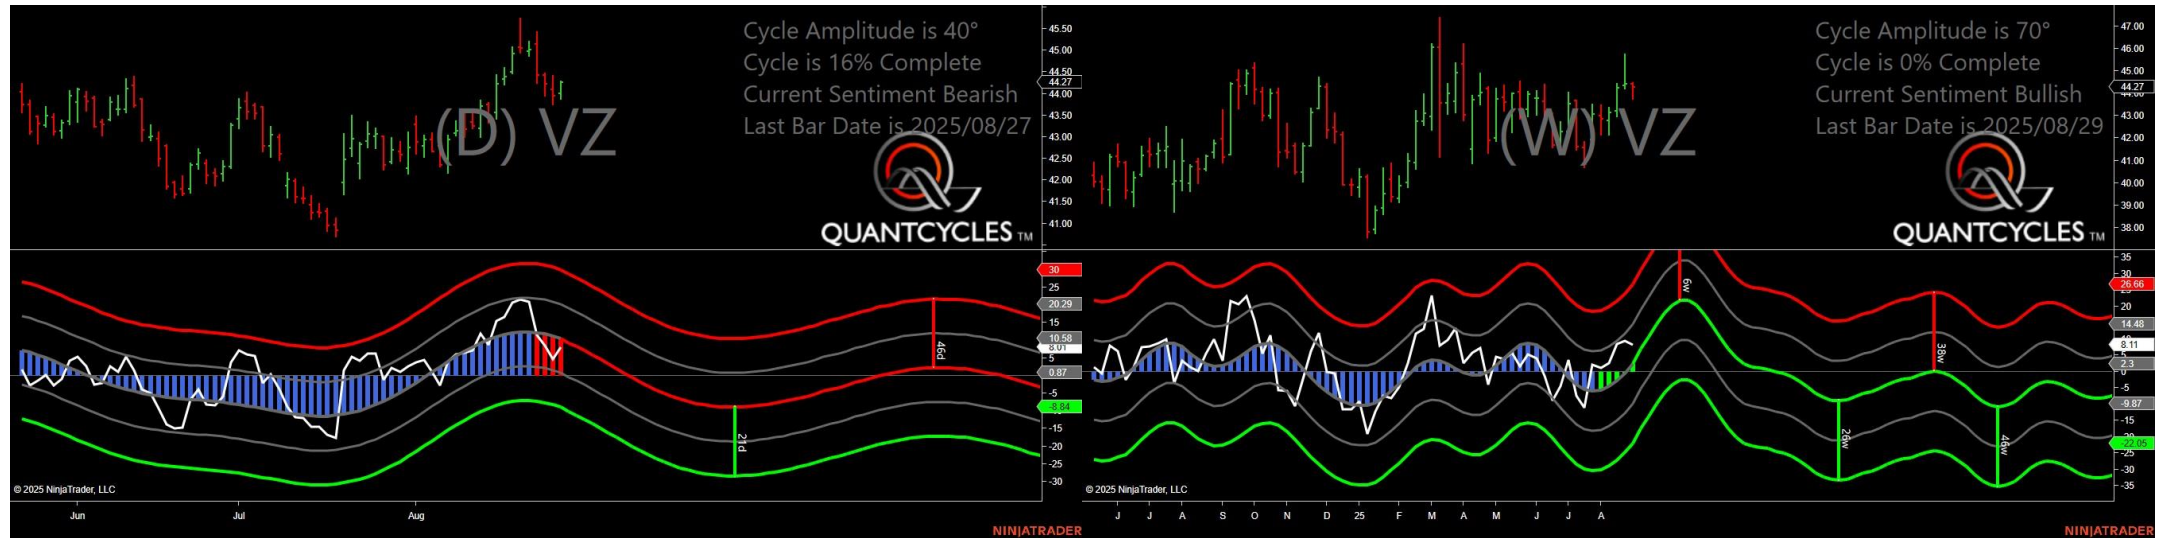 Cycle Amplitude is 40°
Cycle is 16% Complete
Current Sentiment Bearish
Last Bar Date is 2025/08/27
(D) VZ
QUANTCYCLES TM
45.50
45.00
44.50
44.27
44.00
43.50
43.00
42.50
42.00
41.50
41.00
30
25
20.29
15
10.58
8.01
5
0.87
-5
-8.84
-15
-20
-25
-30
46d
21d
© 2025 NinjaTrader, LLC
Jun Jul Aug
NINJATRADER
Cycle Amplitude is 70°
Cycle is 0% Complete
Current Sentiment Bullish
Last Bar Date is 2025/08/29
(W) VZ
QUANTCYCLES TM
47.00
46.00
45.00
44.27
43.00
42.00
41.00
40.00
39.00
38.00
35
30
26.66
20
14.48
8.11
2.3
0
-5
-9.87
-15
-20
-22.05
-25
-30
-35
6w
38w
26w
46w
© 2025 NinjaTrader, LLC
J J A S O N D 25 F M A M J J A
NINJATRADER